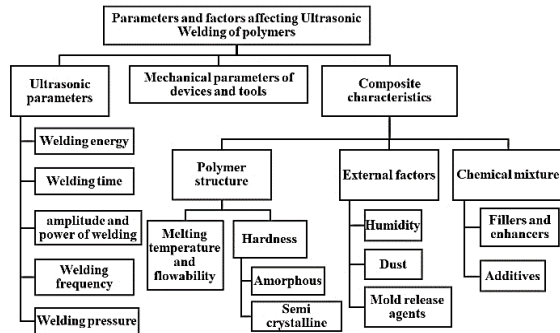 Parameters and factors affecting Ultrasonic
Welding of polymers
Ultrasonic
parameters
Mechanical parameters of
devices and tools
Composite
characteristics
Welding energy
Welding time
amplitude and
power of welding
Welding
frequency
Welding pressure
Polymer
structure
External factors
Chemical mixture
Melting
temperature
and
flowability
Hardness
Amorphous
Semi
crystalline
Humidity
Dust
Mold release
agents
Fillers and
enhancers
Additives